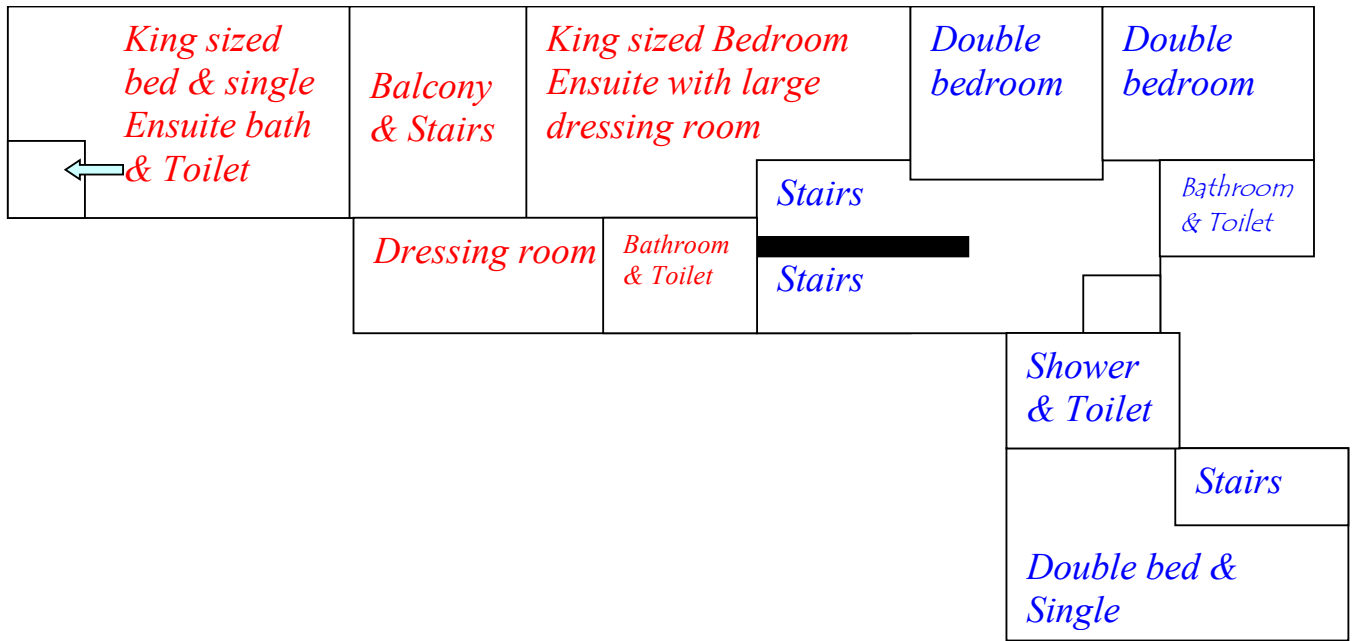 King sized
bed & single
Ensuite bath
& Toilet
Balcony
& Stairs
King sized Bedroom
Ensuite with large
dressing room
Double
bedroom
Double
bedroom
Stairs
Bathroom
& Toilet
Dressing room
Bathroom
& Toilet
Stairs
Shower
& Toilet
Stairs
Double bed &
Single